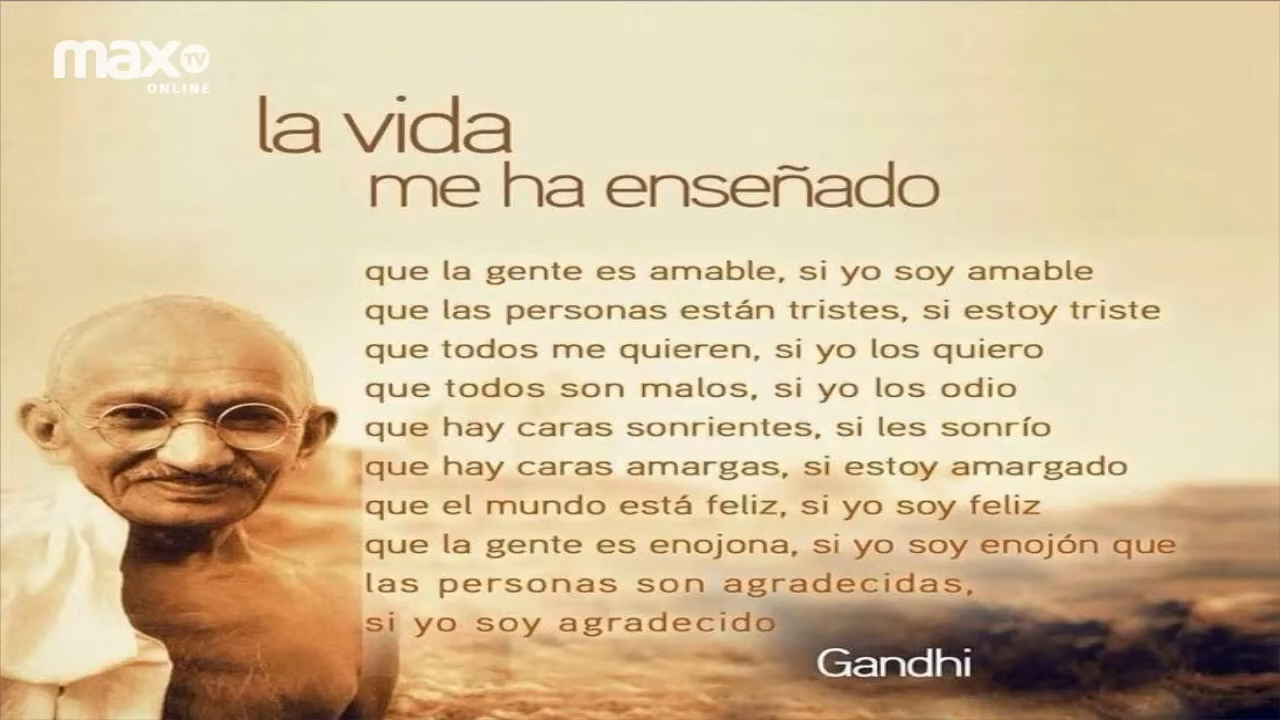 max TV
ONLINE
la vida
me ha enseñado
que la gente es amable, si yo soy amable
que las personas están tristes, si estoy triste
que todos me quieren, si yo los quiero
que todos son malos, si yo los odio
que hay caras sonrientes, si les sonrío
que hay caras amargas, si estoy amargado
que el mundo está feliz, si yo soy feliz
que la gente es enojona, si yo soy enojón que
las personas son agradecidas,
si yo soy agradecido
Gandhi